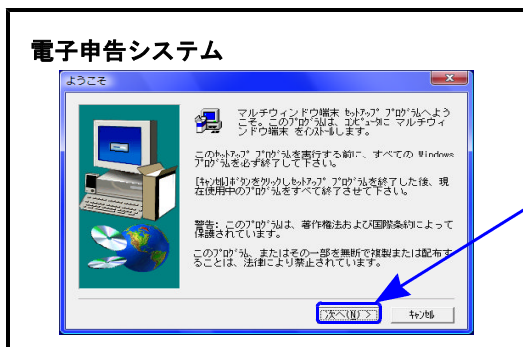 電子申告システム
ようこそ
マルチウィンドウ端末 ｾｯﾄｱｯﾌﾟ ﾌﾟﾛｸﾞﾗﾑへよう
こそ。このﾌﾟﾛｸﾞﾗﾑは、ｺﾝﾋﾟｭｰﾀに マルチウィ
ンドウ端末 をｲﾝｽﾄｰﾙします。
このｾｯﾄｱｯﾌﾟ ﾌﾟﾛｸﾞﾗﾑを実行する前に、すべての Windows
ﾌﾟﾛｸﾞﾗﾑを必ず終了して下さい。
[ｷｬﾝｾﾙ]ﾎﾞﾀﾝをｸﾘｯｸしｾｯﾄｱｯﾌﾟ ﾌﾟﾛｸﾞﾗﾑを終了した後、現
在使用中のﾌﾟﾛｸﾞﾗﾑをすべて終了させて下さい。
警告: このﾌﾟﾛｸﾞﾗﾑは、著作権法および国際条約によって
保護されています。
このﾌﾟﾛｸﾞﾗﾑ、またはその一部を無断で複製または配布す
ることは、法律により禁止されています。
次へ(N) >
ｷｬﾝｾﾙ